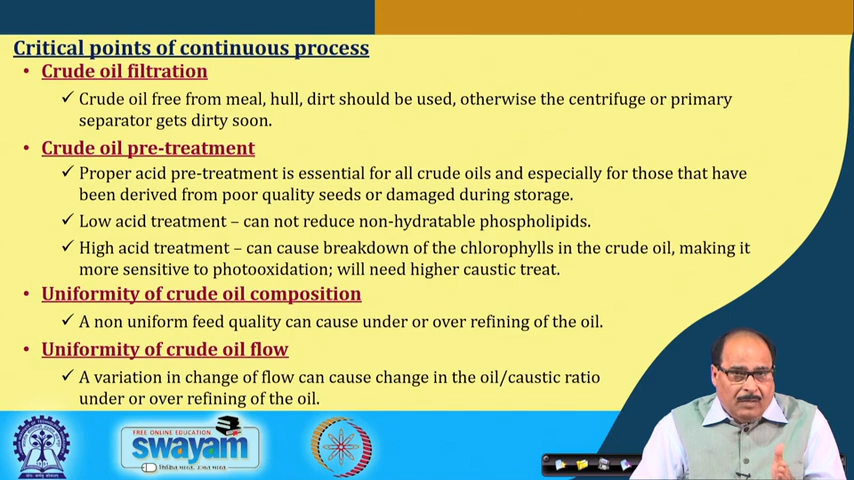 Critical points of continuous process
• Crude oil filtration
✓ Crude oil free from meal, hull, dirt should be used, otherwise the centrifuge or primary
separator gets dirty soon.
• Crude oil pre-treatment
✓ Proper acid pre-treatment is essential for all crude oils and especially for those that have
been derived from poor quality seeds or damaged during storage.
✓ Low acid treatment – can not reduce non-hydratable phospholipids.
✓ High acid treatment – can cause breakdown of the chlorophylls in the crude oil, making it
more sensitive to photooxidation; will need higher caustic treat.
• Uniformity of crude oil composition
✓ A non uniform feed quality can cause under or over refining of the oil.
• Uniformity of crude oil flow
✓ A variation in change of flow can cause change in the oil/caustic ratio
under or over refining of the oil.
FREE ONLINE EDUCATION
swayam
शिक्षित भारत, उन्नत भारत